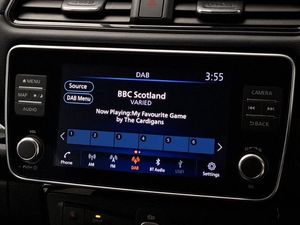 DAB
3:55
MENU
CAMERA
Source
BBC Scotland
VARIED
MAP
DAB Menu
AUDIO
BACK
Now Playing:My Favourite Game
by The Cardigans
1 2 3 4 5 6
Phone AM FM DAB BT Audio USB Settings